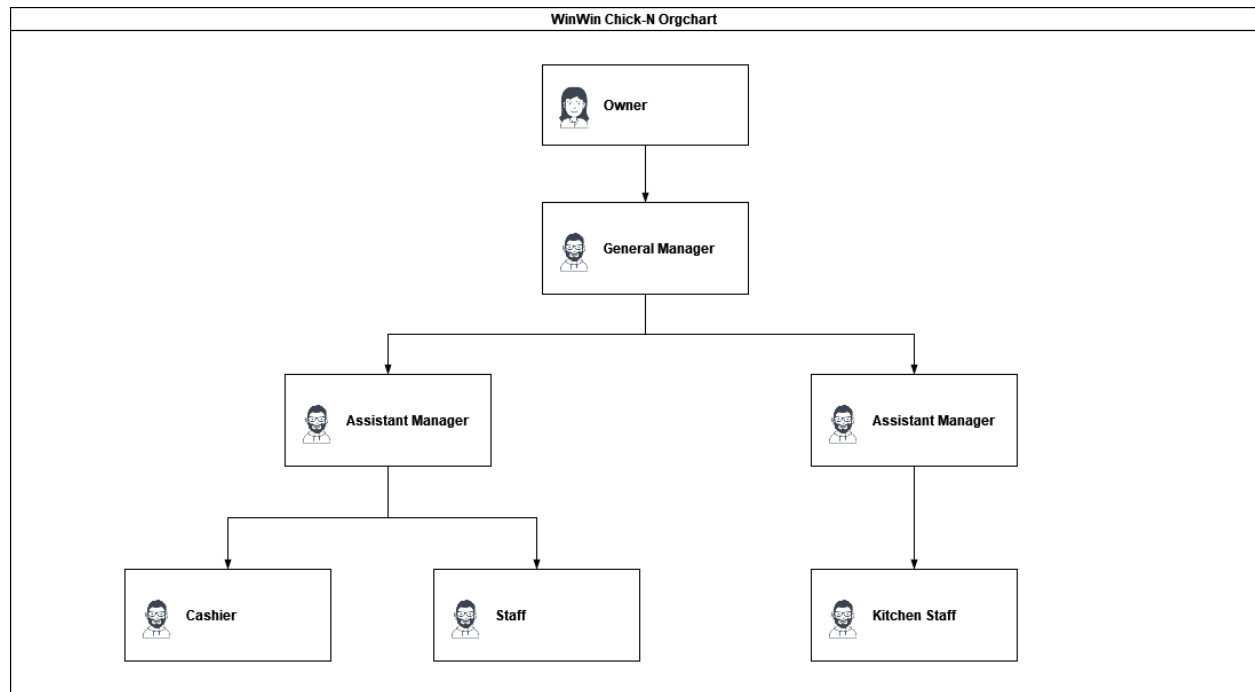 WinWin Chick-N Orgchart
Owner
General Manager
Assistant Manager
Assistant Manager
Cashier
Staff
Kitchen Staff